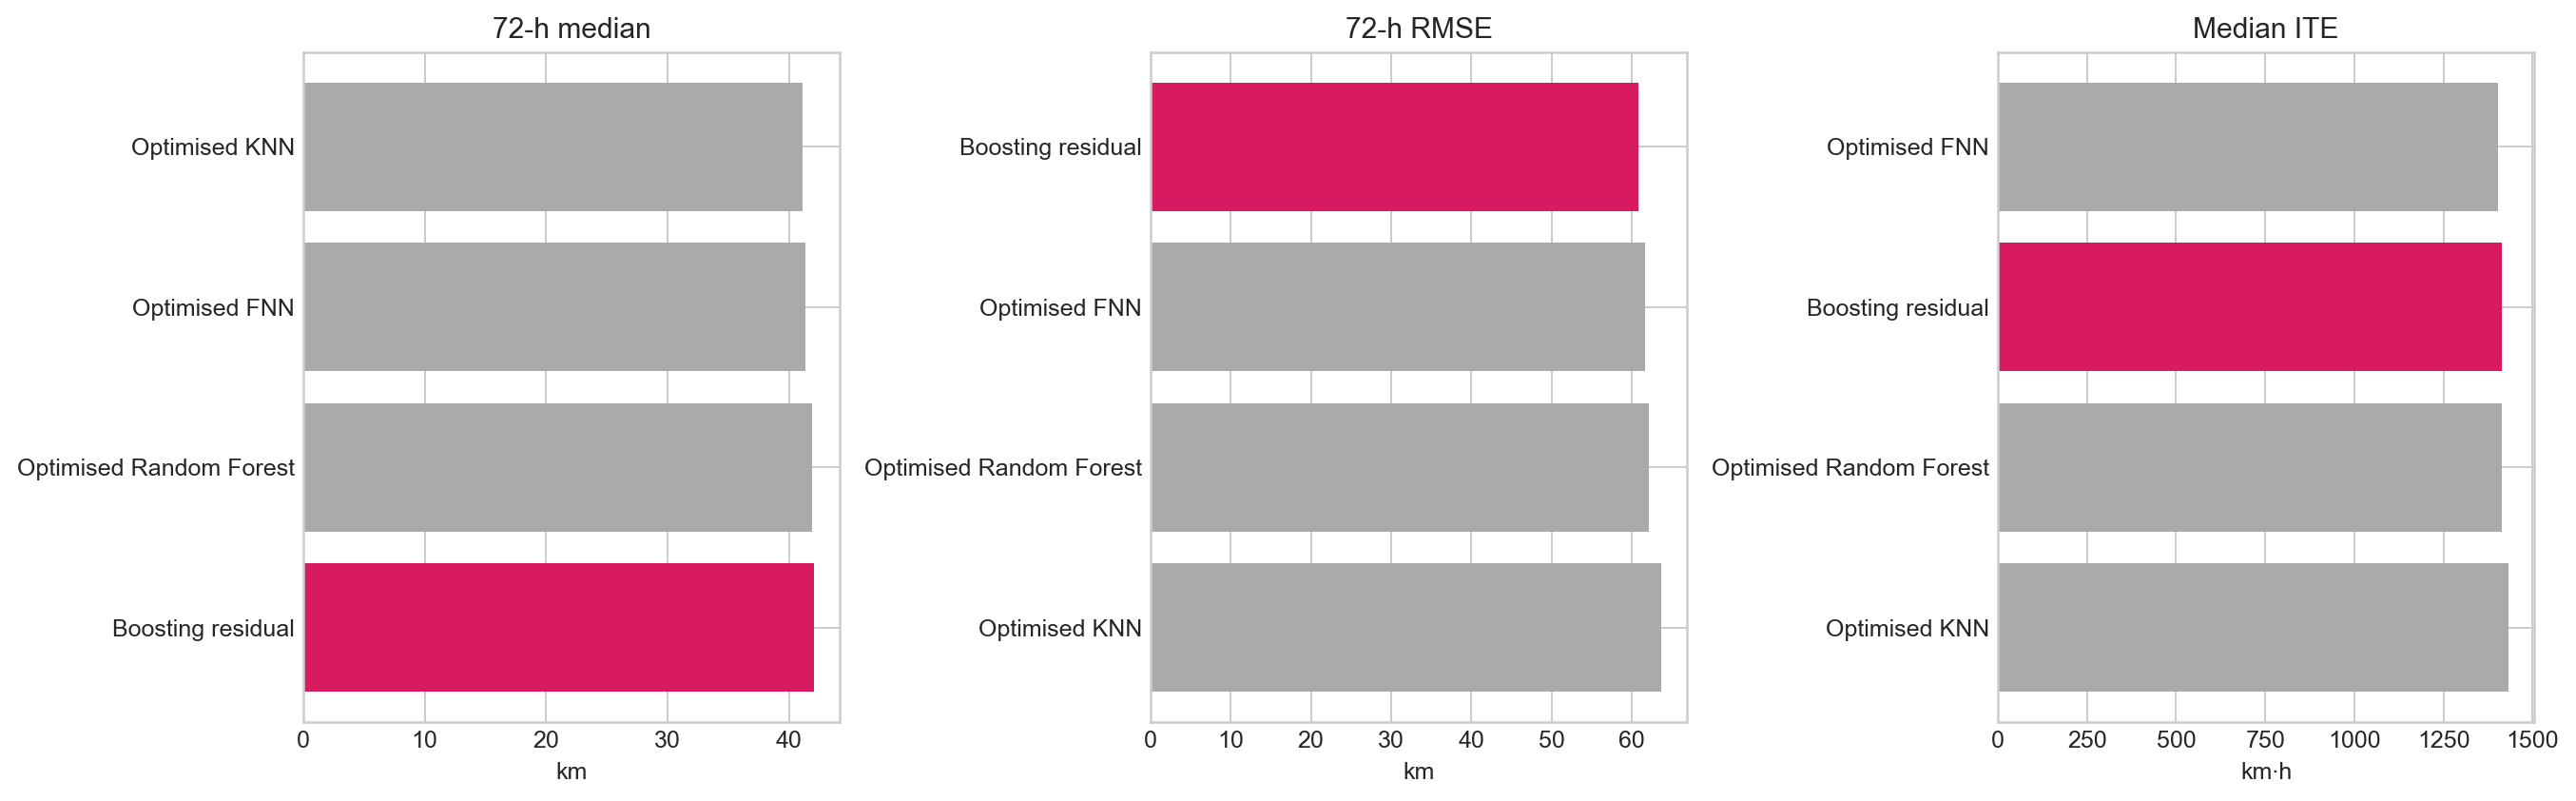 72-h median
Optimised KNN
Optimised FNN
Optimised Random Forest
Boosting residual
0 10 20 30 40
km
72-h RMSE
Boosting residual
Optimised FNN
Optimised Random Forest
Optimised KNN
0 10 20 30 40 50 60
km
Median ITE
Optimised FNN
Boosting residual
Optimised Random Forest
Optimised KNN
0 250 500 750 1000 1250 1500
km·h